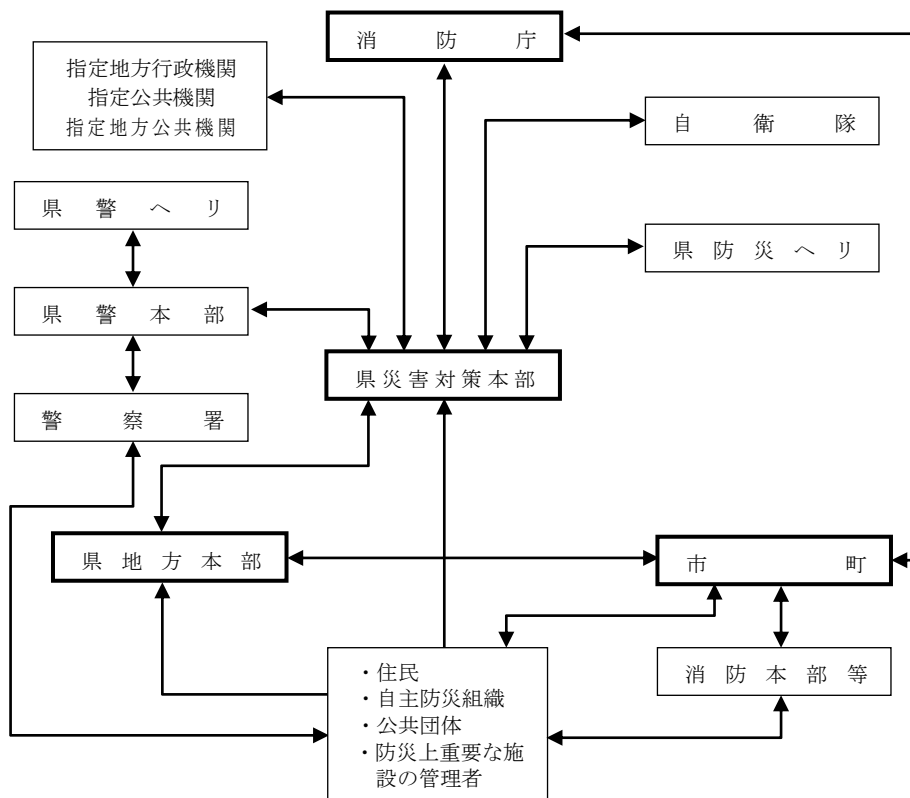 消防庁
指定地方行政機関
指定公共機関
指定地方公共機関
自衛隊
県警ヘリ
県防災ヘリ
県警本部
県災害対策本部
警察署
県地方本部
市町
・住民
・自主防災組織
・公共団体
・防災上重要な施
設の管理者
消防本部等